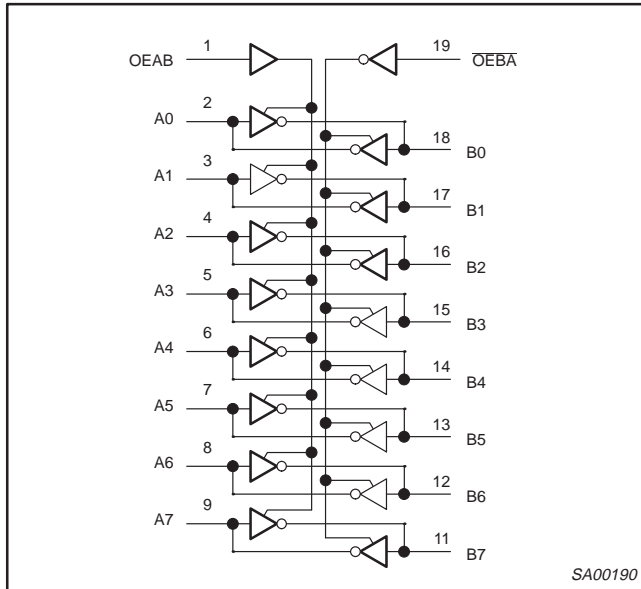 OEAB 1 19 O̅E̅B̅A̅
A0 2
18 B0
A1 3
17 B1
A2 4
16 B2
A3 5
15 B3
A4 6
14 B4
A5 7
13 B5
A6 8
12 B6
A7 9
11 B7
SA00190